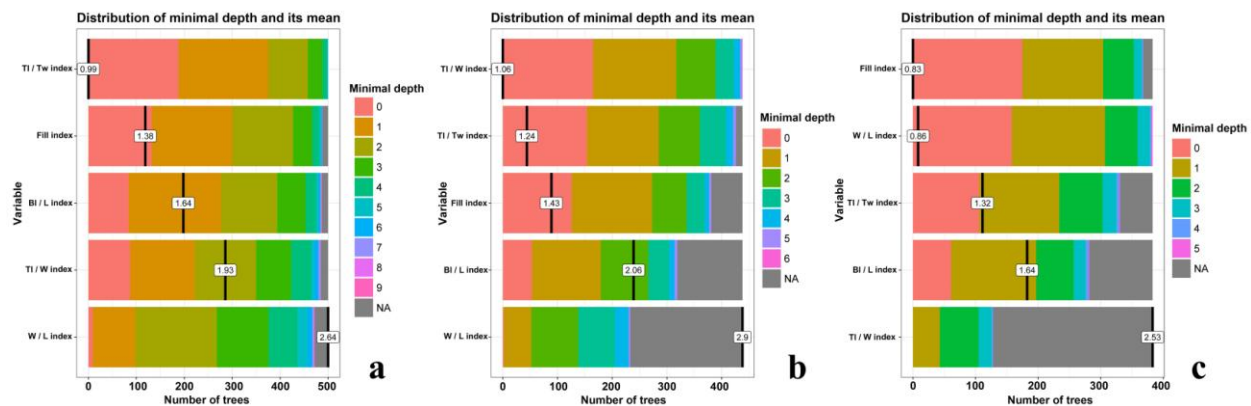 Distribution of minimal depth and its mean
Variable
TI / Tw index
0.99
Fill index
1.38
BI / L index
1.64
TI / W index
1.93
W / L index
2.64
0 100 200 300 400 500
Number of trees
Minimal depth
0
1
2
3
4
5
6
7
8
9
NA
a
Distribution of minimal depth and its mean
Variable
TI / W index
1.06
TI / Tw index
1.24
Fill index
1.43
BI / L index
2.06
W / L index
2.9
0 100 200 300 400
Number of trees
Minimal depth
0
1
2
3
4
5
6
NA
b
Distribution of minimal depth and its mean
Variable
Fill index
0.83
W / L index
0.86
TI / Tw index
1.32
BI / L index
1.64
TI / W index
2.53
0 100 200 300 400
Number of trees
Minimal depth
0
1
2
3
4
5
NA
c